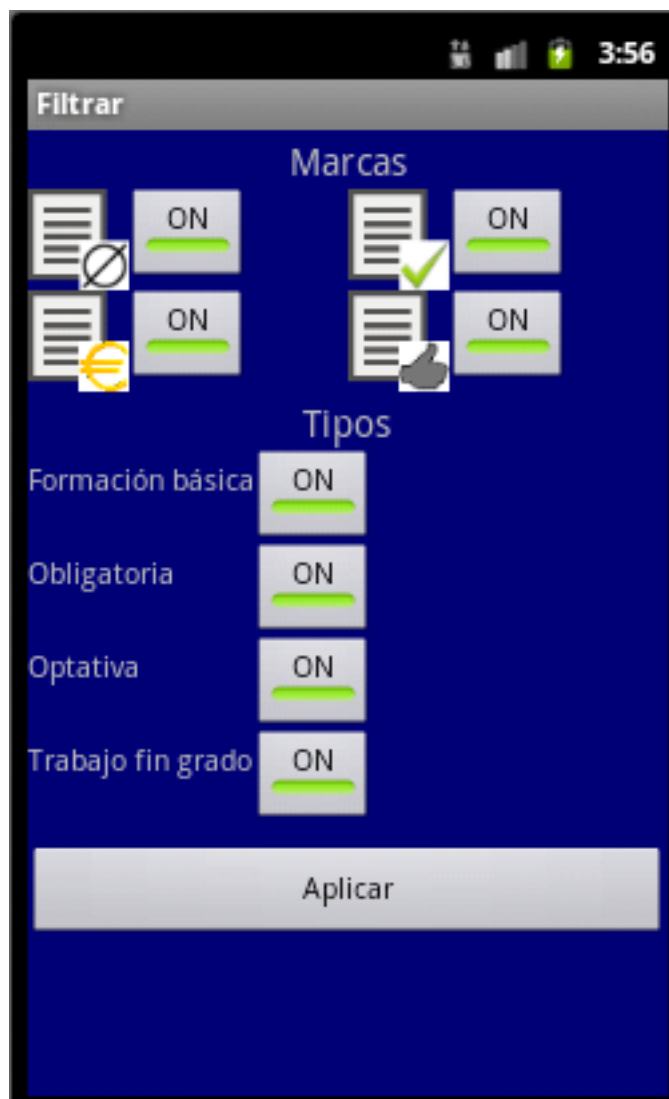 3:56
Filtrar
Marcas
ON ON
ON ON
Tipos
Formación básica ON
Obligatoria ON
Optativa ON
Trabajo fin grado ON
Aplicar